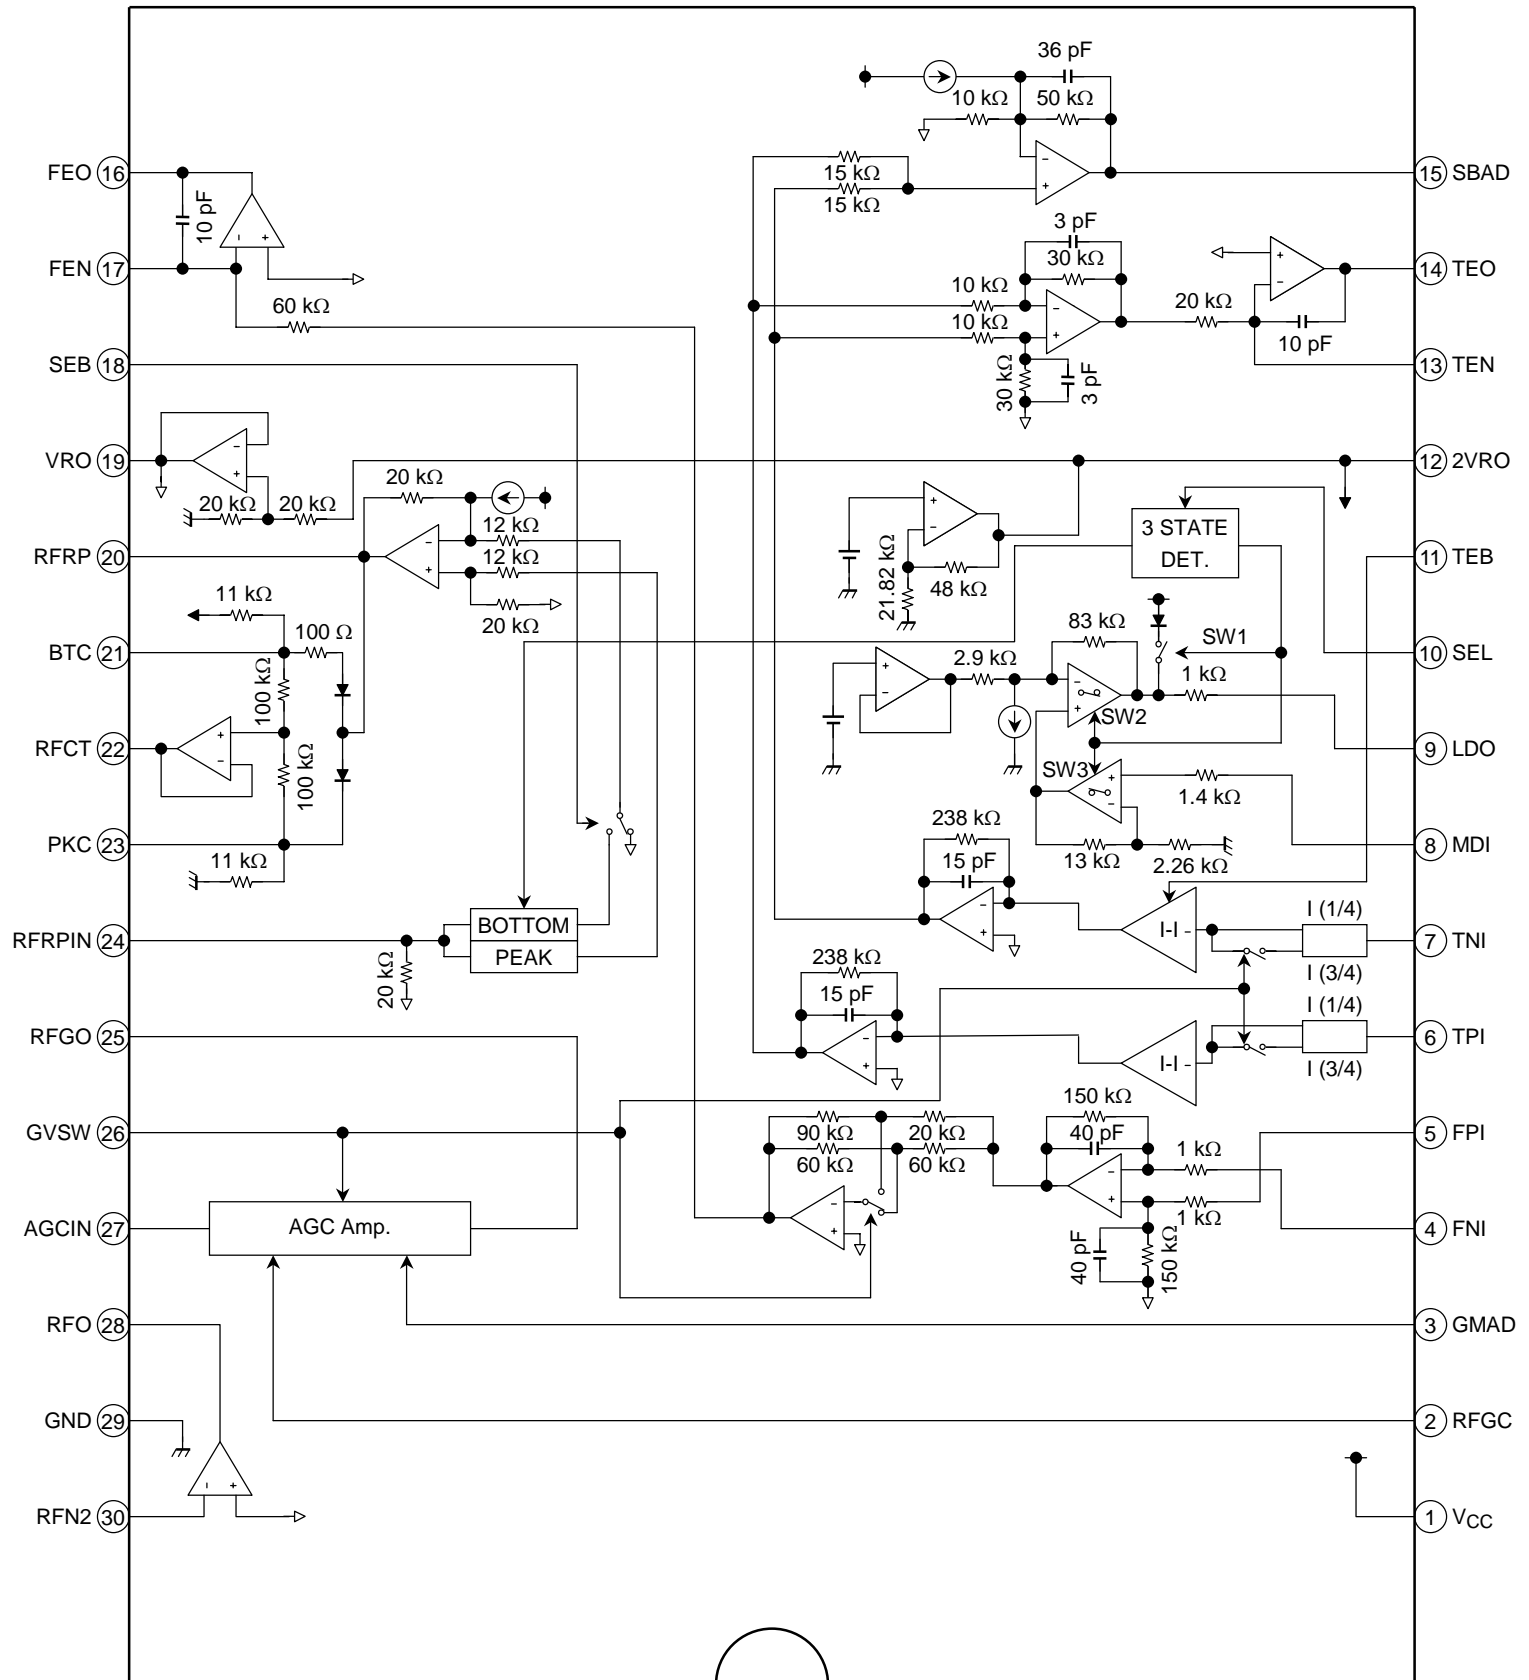 36 pF
10 kΩ 50 kΩ
FEO 16
15 SBAD
15 kΩ
15 kΩ
10 pF
3 pF
30 kΩ
FEN 17
14 TEO
60 kΩ
10 kΩ
10 kΩ
20 kΩ
10 pF
SEB 18
30 kΩ
3 pF
13 TEN
VRO 19
12 2VRO
20 kΩ
20 kΩ 20 kΩ
12 kΩ
12 kΩ
20 kΩ
3 STATE
DET.
RFRP 20
11 TEB
21.82 kΩ
48 kΩ
11 kΩ
100 Ω
83 kΩ
SW1
BTC 21
10 SEL
2.9 kΩ
1 kΩ
100 kΩ
SW2
RFCT 22
9 LDO
100 kΩ
SW3
1.4 kΩ
238 kΩ
15 pF
PKC 23
8 MDI
11 kΩ
13 kΩ
2.26 kΩ
BOTTOM
PEAK
I-I
I (1/4)
RFRPIN 24
7 TNI
20 kΩ
238 kΩ
15 pF
I (3/4)
I (1/4)
RFGO 25
6 TPI
I-I
I (3/4)
150 kΩ
40 pF
GVSW 26
5 FPI
90 kΩ 20 kΩ
60 kΩ 60 kΩ
1 kΩ
1 kΩ
AGC Amp.
AGCIN 27
4 FNI
40 pF
150 kΩ
RFO 28
3 GMAD
GND 29
2 RFGC
RFN2 30
1 VCC
- +